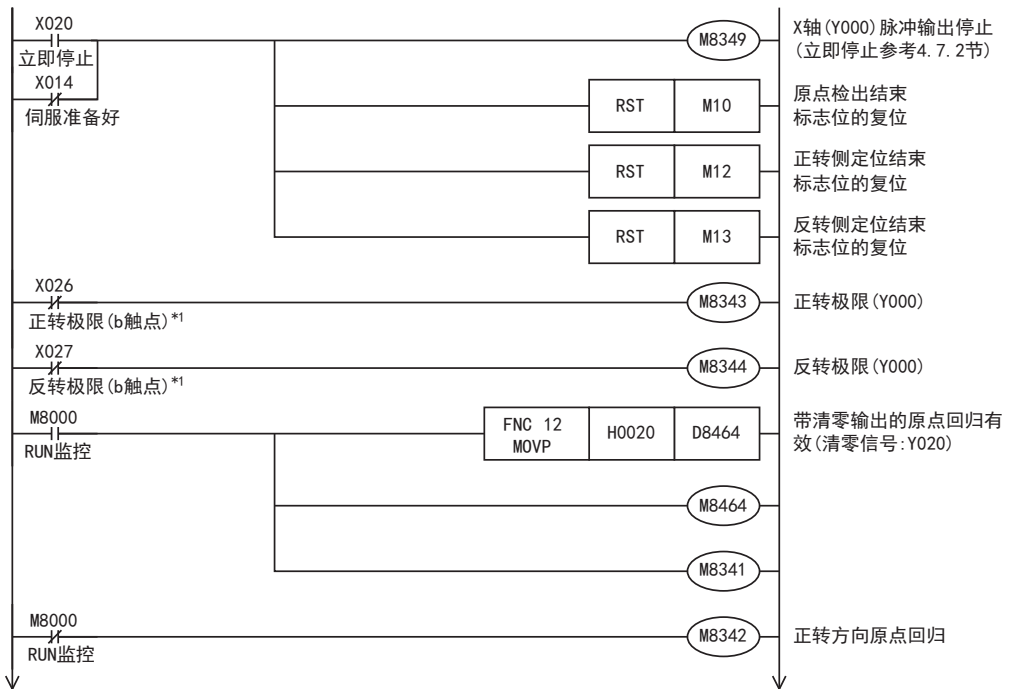 X020
立即停止
M8349
X轴(Y000)脉冲输出停止
(立即停止参考4.7.2节)
X014
伺服准备好
RST M10
原点检出结束
标志位的复位
RST M12
正转侧定位结束
标志位的复位
RST M13
反转侧定位结束
标志位的复位
X026
正转极限(b触点)*1
M8343
正转极限(Y000)
X027
反转极限(b触点)*1
M8344
反转极限(Y000)
M8000
RUN监控
FNC 12
MOVP
H0020
D8464
带清零输出的原点回归有
效(清零信号:Y020)
M8464
M8341
M8000
RUN监控
M8342
正转方向原点回归